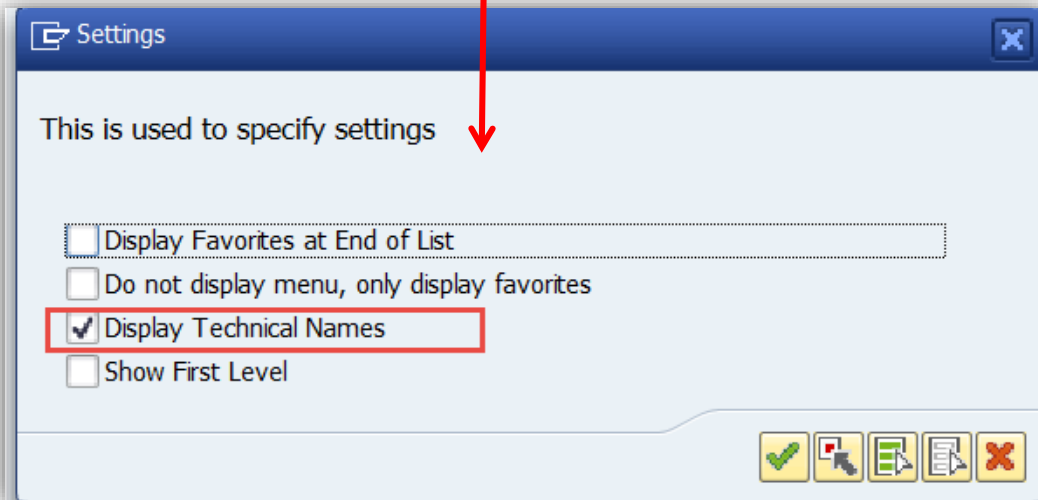 Settings
This is used to specify settings
Display Favorites at End of List
Do not display menu, only display favorites
Display Technical Names
Show First Level